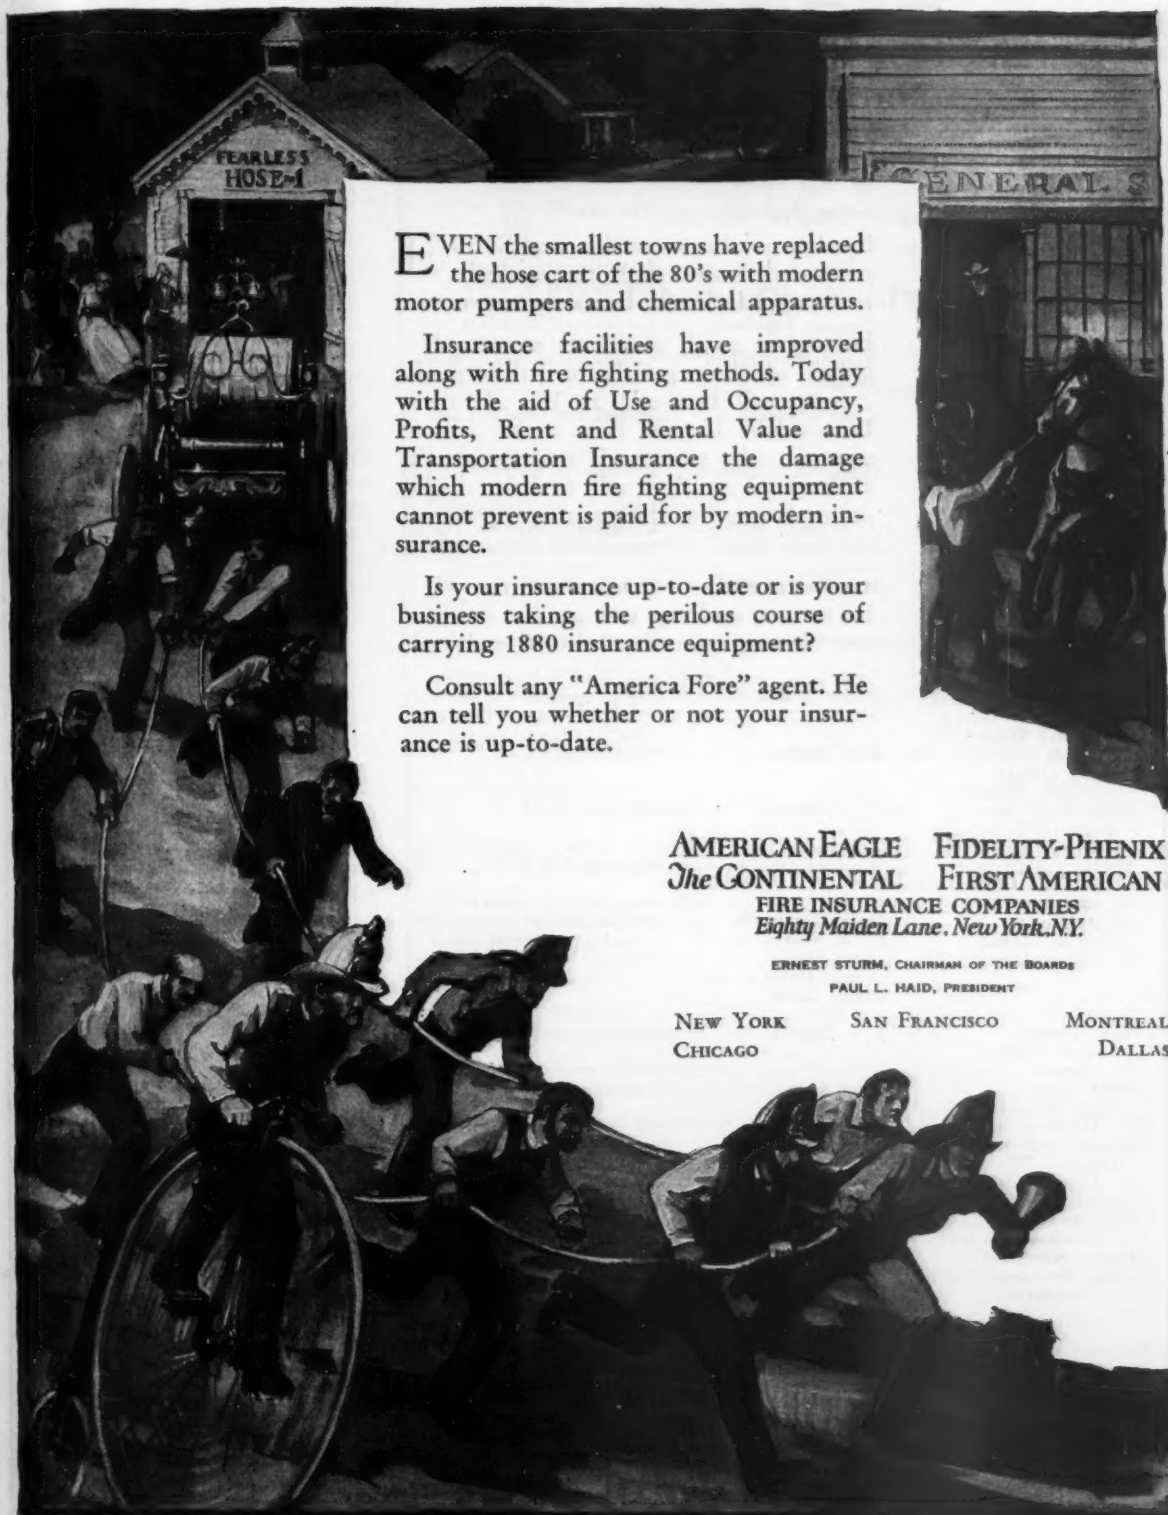 FEARLESS
HOSE-1
GENERAL S
EVEN the smallest towns have replaced
the hose cart of the 80's with modern
motor pumpers and chemical apparatus.
Insurance facilities have improved
along with fire fighting methods. Today
with the aid of Use and Occupancy,
Profits, Rent and Rental Value and
Transportation Insurance the damage
which modern fire fighting equipment
cannot prevent is paid for by modern in-
surance.
Is your insurance up-to-date or is your
business taking the perilous course of
carrying 1880 insurance equipment?
Consult any "America Fore" agent. He
can tell you whether or not your insur-
ance is up-to-date.
AMERICAN EAGLE FIDELITY-PHENIX
The CONTINENTAL FIRST AMERICAN
FIRE INSURANCE COMPANIES
Eighty Maiden Lane, New York, N.Y.
ERNEST STURM, CHAIRMAN OF THE BOARDS
PAUL L. HAID, PRESIDENT
NEW YORK SAN FRANCISCO MONTREAL
CHICAGO DALLAS